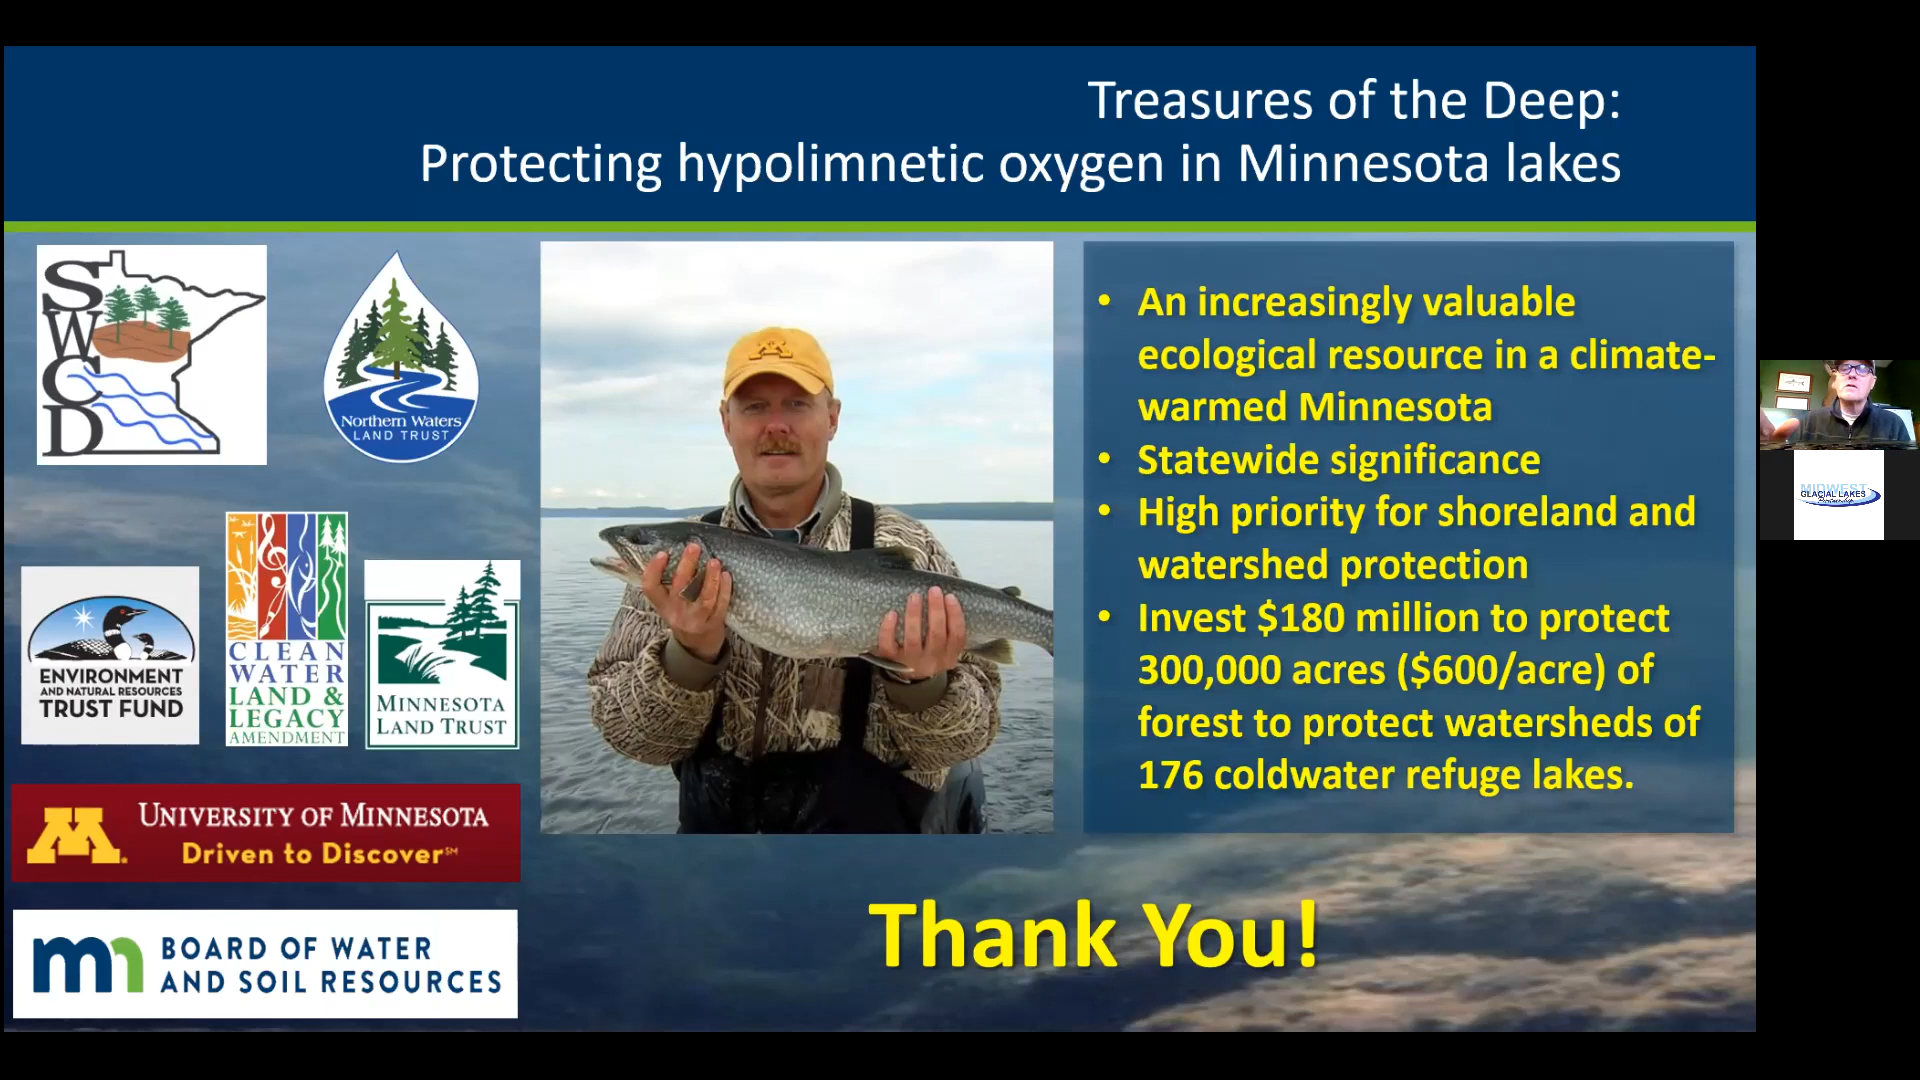 Treasures of the Deep:
Protecting hypolimnetic oxygen in Minnesota lakes
SWCD
Northern Waters
LAND TRUST
ENVIRONMENT
AND NATURAL RESOURCES
TRUST FUND
CLEAN
WATER
LAND &
LEGACY
AMENDMENT
MINNESOTA
LAND TRUST
UNIVERSITY OF MINNESOTA
Driven to Discover℠
mn BOARD OF WATER
AND SOIL RESOURCES
M
• An increasingly valuable
ecological resource in a climate-
warmed Minnesota
• Statewide significance
• High priority for shoreland and
watershed protection
• Invest $180 million to protect
300,000 acres ($600/acre) of
forest to protect watersheds of
176 coldwater refuge lakes.
Thank You!
MIDWEST
GLACIAL LAKES
Partnership